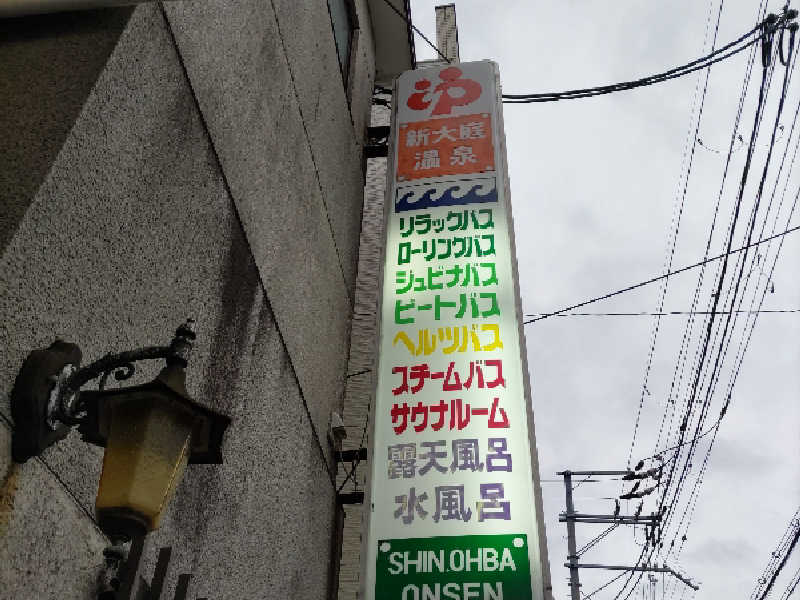 ゆ
新大庭
温泉
リラックバス
ローリングバス
シュビナバス
ビートバス
ヘルツバス
スチームバス
サウナルーム
露天風呂
水風呂
SHIN.OHBA
ONSEN